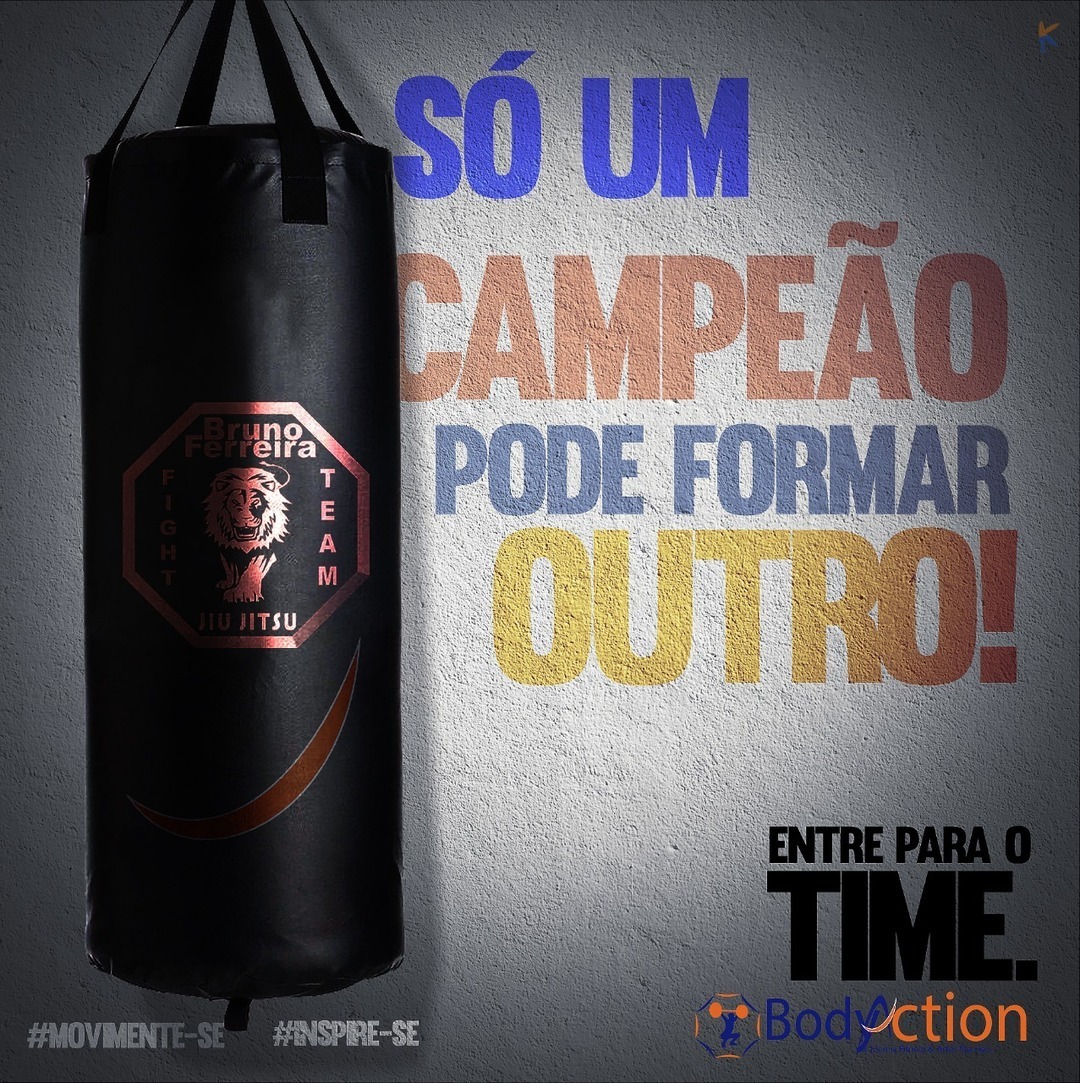 SÓ UM
CAMPEÃO
PODE FORMAR
OUTRO!
Bruno
Ferreira
FIGHT
TEAM
JIU JITSU
ENTRE PARA O
TIME.
BodyAction
#MOVIMENTE-SE
#INSPIRE-SE